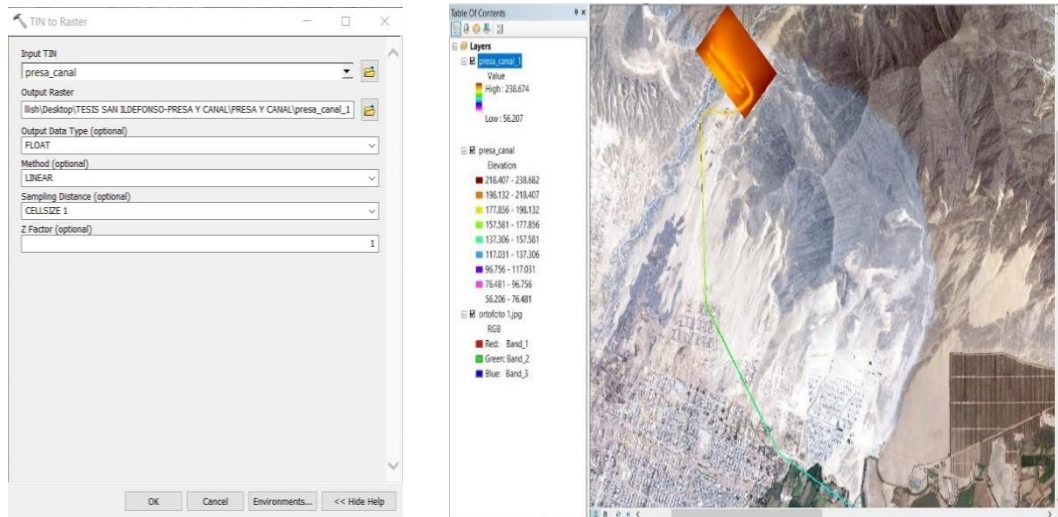 TIN to Raster
Input TIN
presa_canal
Output Raster
llish\Desktop\TESIS SAN ILDEFONSO-PRESA Y CANAL\PRESA Y CANAL\presa_canal_1
Output Data Type (optional)
FLOAT
Method (optional)
LINEAR
Sampling Distance (optional)
CELLSIZE 1
Z Factor (optional)
1
OK Cancel Environments... << Hide Help
Table Of Contents
Layers
presa_canal_1
Value
High : 238.674
Low : 56.207
presa_canal
Elevation
218.407 - 238.682
198.132 - 218.407
177.856 - 198.132
157.581 - 177.856
137.306 - 157.581
117.031 - 137.306
96.756 - 117.031
76.481 - 96.756
56.206 - 76.481
ortofoto 1.jpg
RGB
Red: Band_1
Green: Band_2
Blue: Band_3